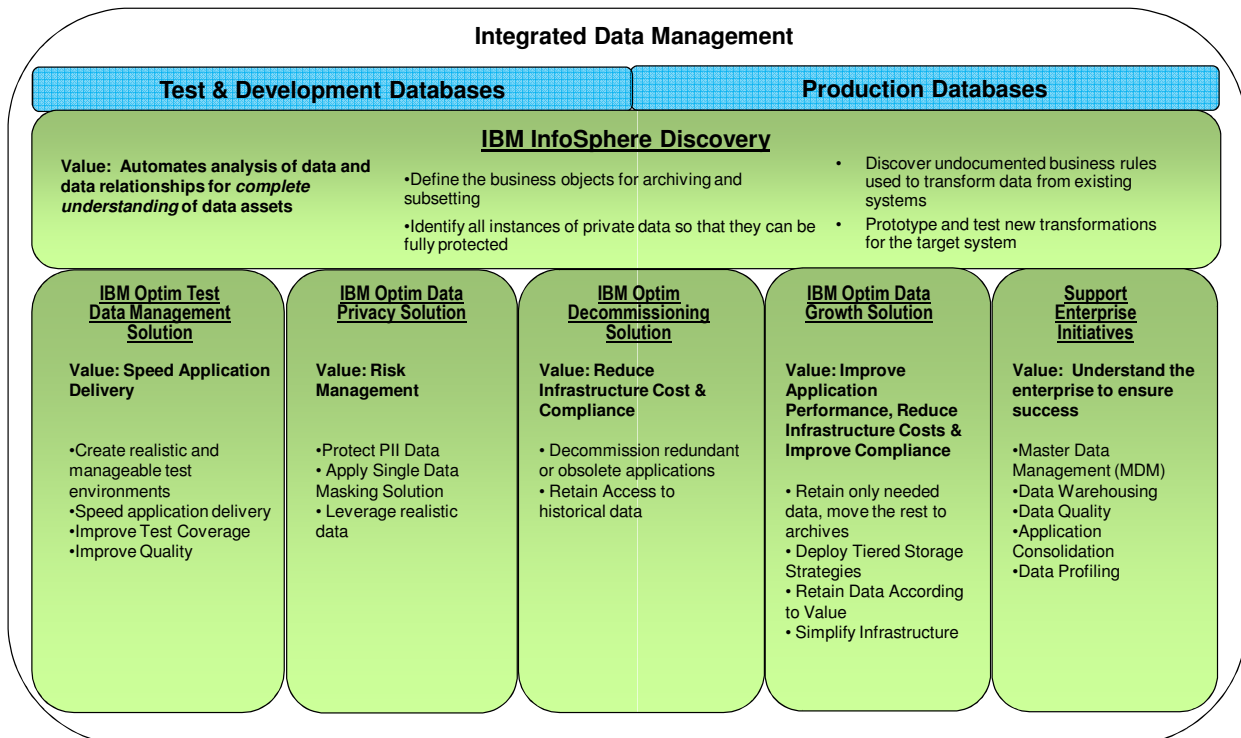 Integrated Data Management
Test & Development Databases
Production Databases
IBM InfoSphere Discovery
Value:  Automates analysis of data and
data relationships for complete
understanding of data assets
•Define the business objects for archiving and
subsetting
•Identify all instances of private data so that they can be
fully protected
• Discover undocumented business rules
used to transform data from existing
systems
• Prototype and test new transformations
for the target system
IBM Optim Test
Data Management
Solution
Value: Speed Application
Delivery
•Create realistic and
manageable test
environments
•Speed application delivery
•Improve Test Coverage
•Improve Quality
IBM Optim Data
Privacy Solution
Value: Risk
Management
•Protect PII Data
• Apply Single Data
Masking Solution
• Leverage realistic
data
IBM Optim
Decommissioning
Solution
Value: Reduce
Infrastructure Cost &
Compliance
• Decommission redundant
or obsolete applications
• Retain Access to
historical data
IBM Optim Data
Growth Solution
Value: Improve
Application
Performance, Reduce
Infrastructure Costs &
Improve Compliance
• Retain only needed
data, move the rest to
archives
• Deploy Tiered Storage
Strategies
• Retain Data According
to Value
• Simplify Infrastructure
Support
Enterprise
Initiatives
Value:  Understand the
enterprise to ensure
success
•Master Data
Management (MDM)
•Data Warehousing
•Data Quality
•Application
Consolidation
•Data Profiling